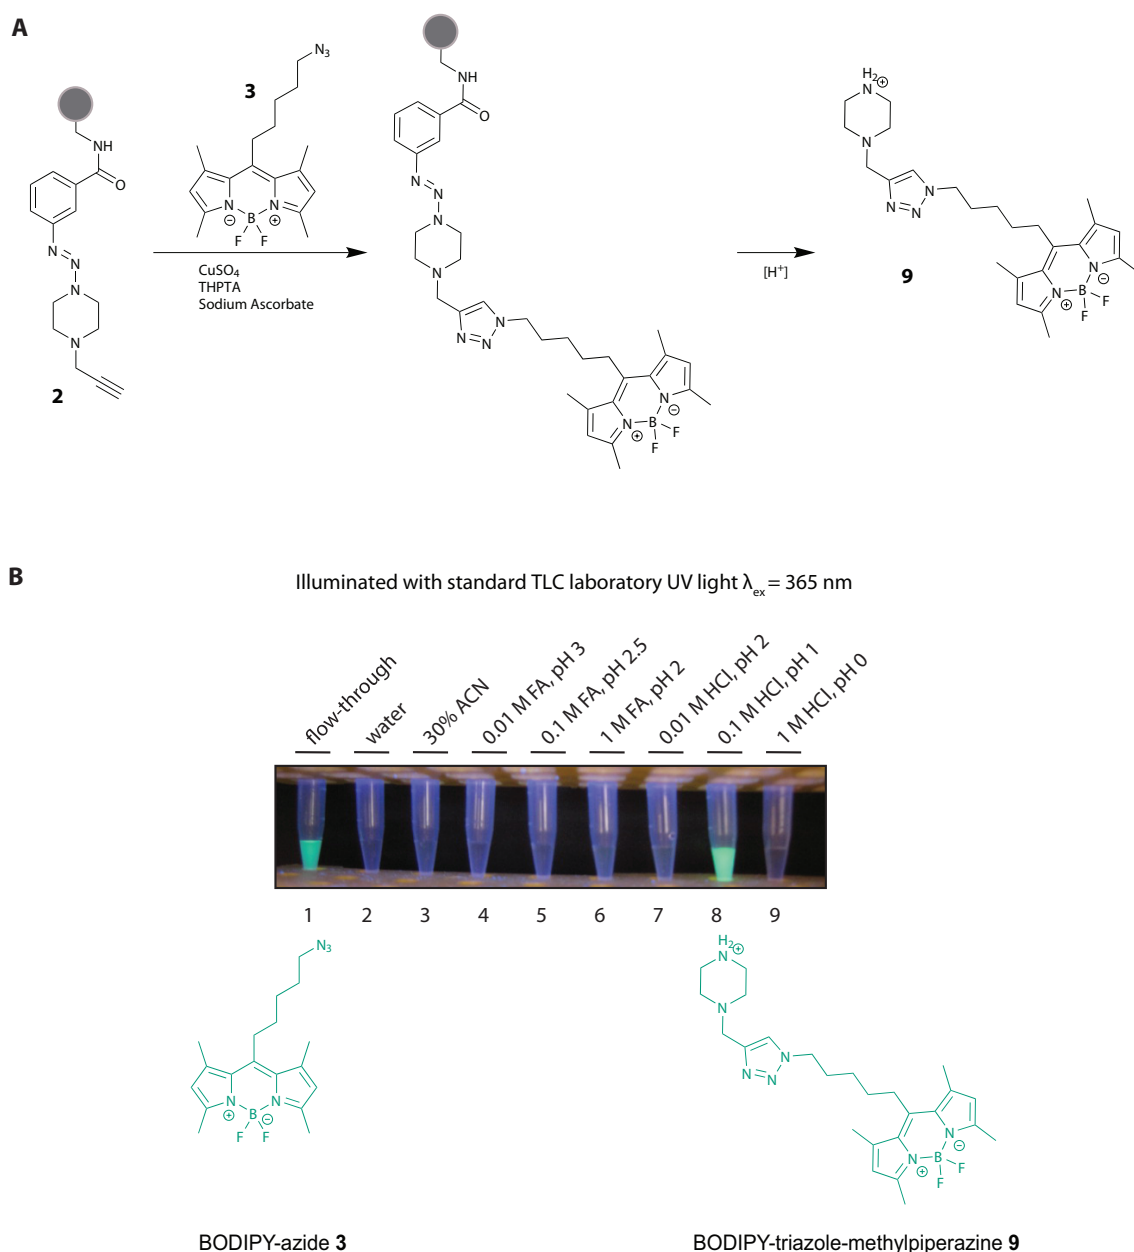 A
NH
O
N
N
N
N
2
3
N₃
N
N
⊖
⊕
B
F
F
CuSO₄
THPTA
Sodium Ascorbate
NH
O
N
N
N
N
N
N
N
N
N
⊖
N
⊕
B
F
F
[H⁺]
9
H₂⊕
N
N
N
N
N
N
⊖
N
⊕
B
F
F
B
Illuminated with standard TLC laboratory UV light λex = 365 nm
flow-through
water
30% ACN
0.01 M FA, pH 3
0.1 M FA, pH 2.5
1 M FA, pH 2
0.01 M HCl, pH 2
0.1 M HCl, pH 1
1 M HCl, pH 0
1 2 3 4 5 6 7 8 9
N₃
N
N
⊕
B
⊖
F
F
H₂⊕
N
N
N
N
N
N
⊖
N
⊕
B
F
F
BODIPY-azide 3
BODIPY-triazole-methylpiperazine 9